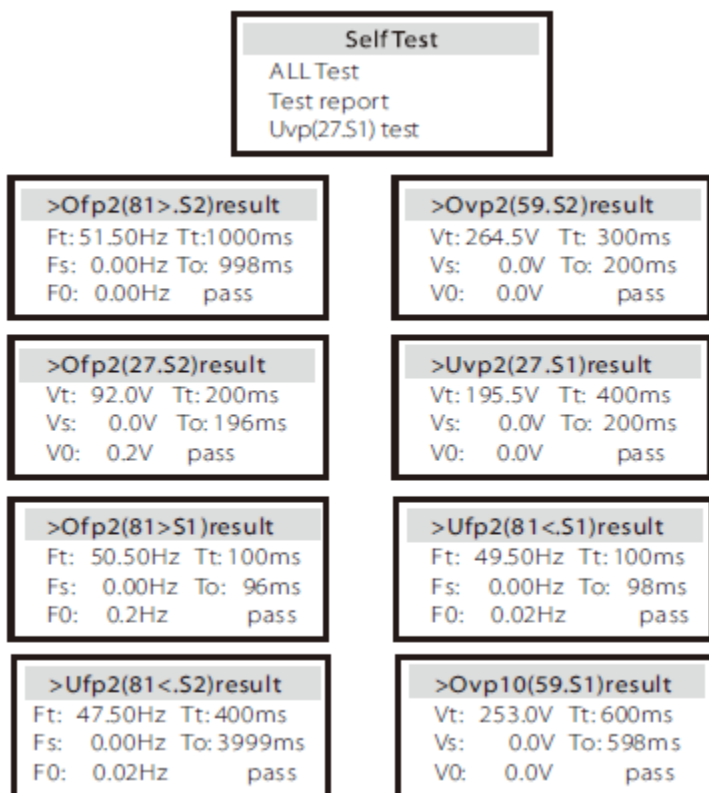 Self Test
ALL Test
Test report
Uvp(27.S1) test
>Ofp2(81>.S2)result
Ft: 51.50Hz Tt:1000ms
Fs: 0.00Hz To: 998ms
F0: 0.00Hz pass
>Ovp2(59.S2)result
Vt: 264.5V Tt: 300ms
Vs: 0.0V To: 200ms
V0: 0.0V pass
>Ofp2(27.S2)result
Vt: 92.0V Tt: 200ms
Vs: 0.0V To: 196ms
V0: 0.2V pass
>Uvp2(27.S1)result
Vt: 195.5V Tt: 400ms
Vs: 0.0V To: 200ms
V0: 0.0V pass
>Ofp2(81>S1)result
Ft: 50.50Hz Tt: 100ms
Fs: 0.00Hz To: 96ms
F0: 0.2Hz pass
>Ufp2(81<.S1)result
Ft: 49.50Hz Tt: 100ms
Fs: 0.00Hz To: 98ms
F0: 0.02Hz pass
>Ufp2(81<.S2)result
Ft: 47.50Hz Tt: 400ms
Fs: 0.00Hz To: 3999ms
F0: 0.02Hz pass
>Ovp10(59.S1)result
Vt: 253.0V Tt: 600ms
Vs: 0.0V To: 598ms
V0: 0.0V pass